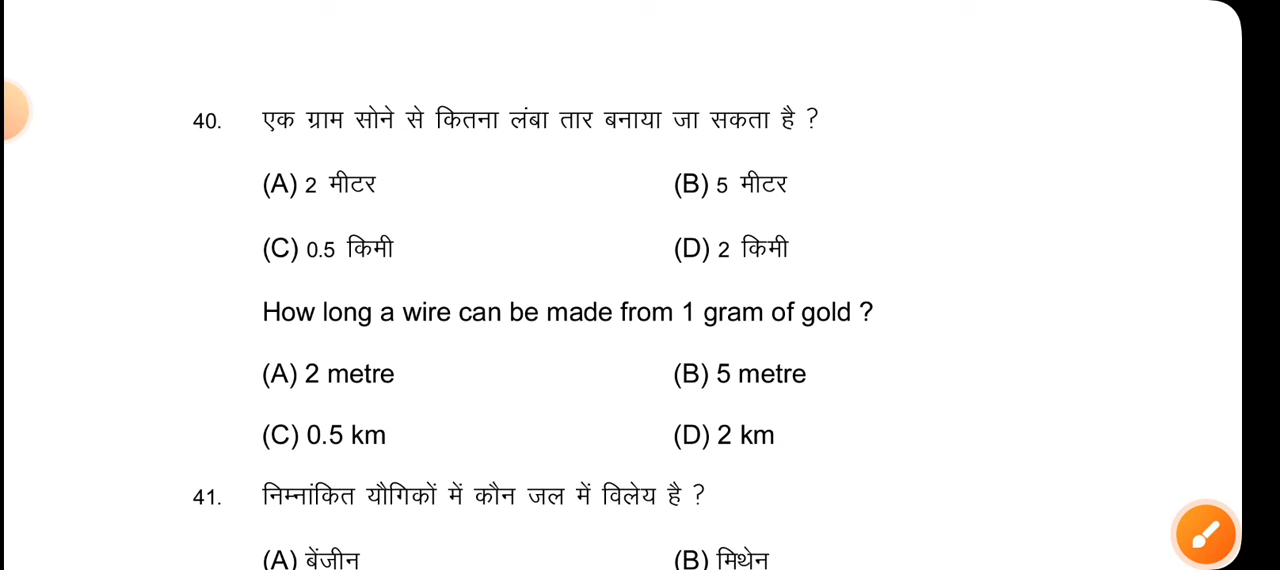 40. एक ग्राम सोने से कितना लंबा तार बनाया जा सकता है ?
(A) 2 मीटर (B) 5 मीटर
(C) 0.5 किमी (D) 2 किमी
How long a wire can be made from 1 gram of gold ?
(A) 2 metre (B) 5 metre
(C) 0.5 km (D) 2 km
41. निम्नांकित यौगिकों में कौन जल में विलेय है ?
(A) बेंजीन (B) मिथेन